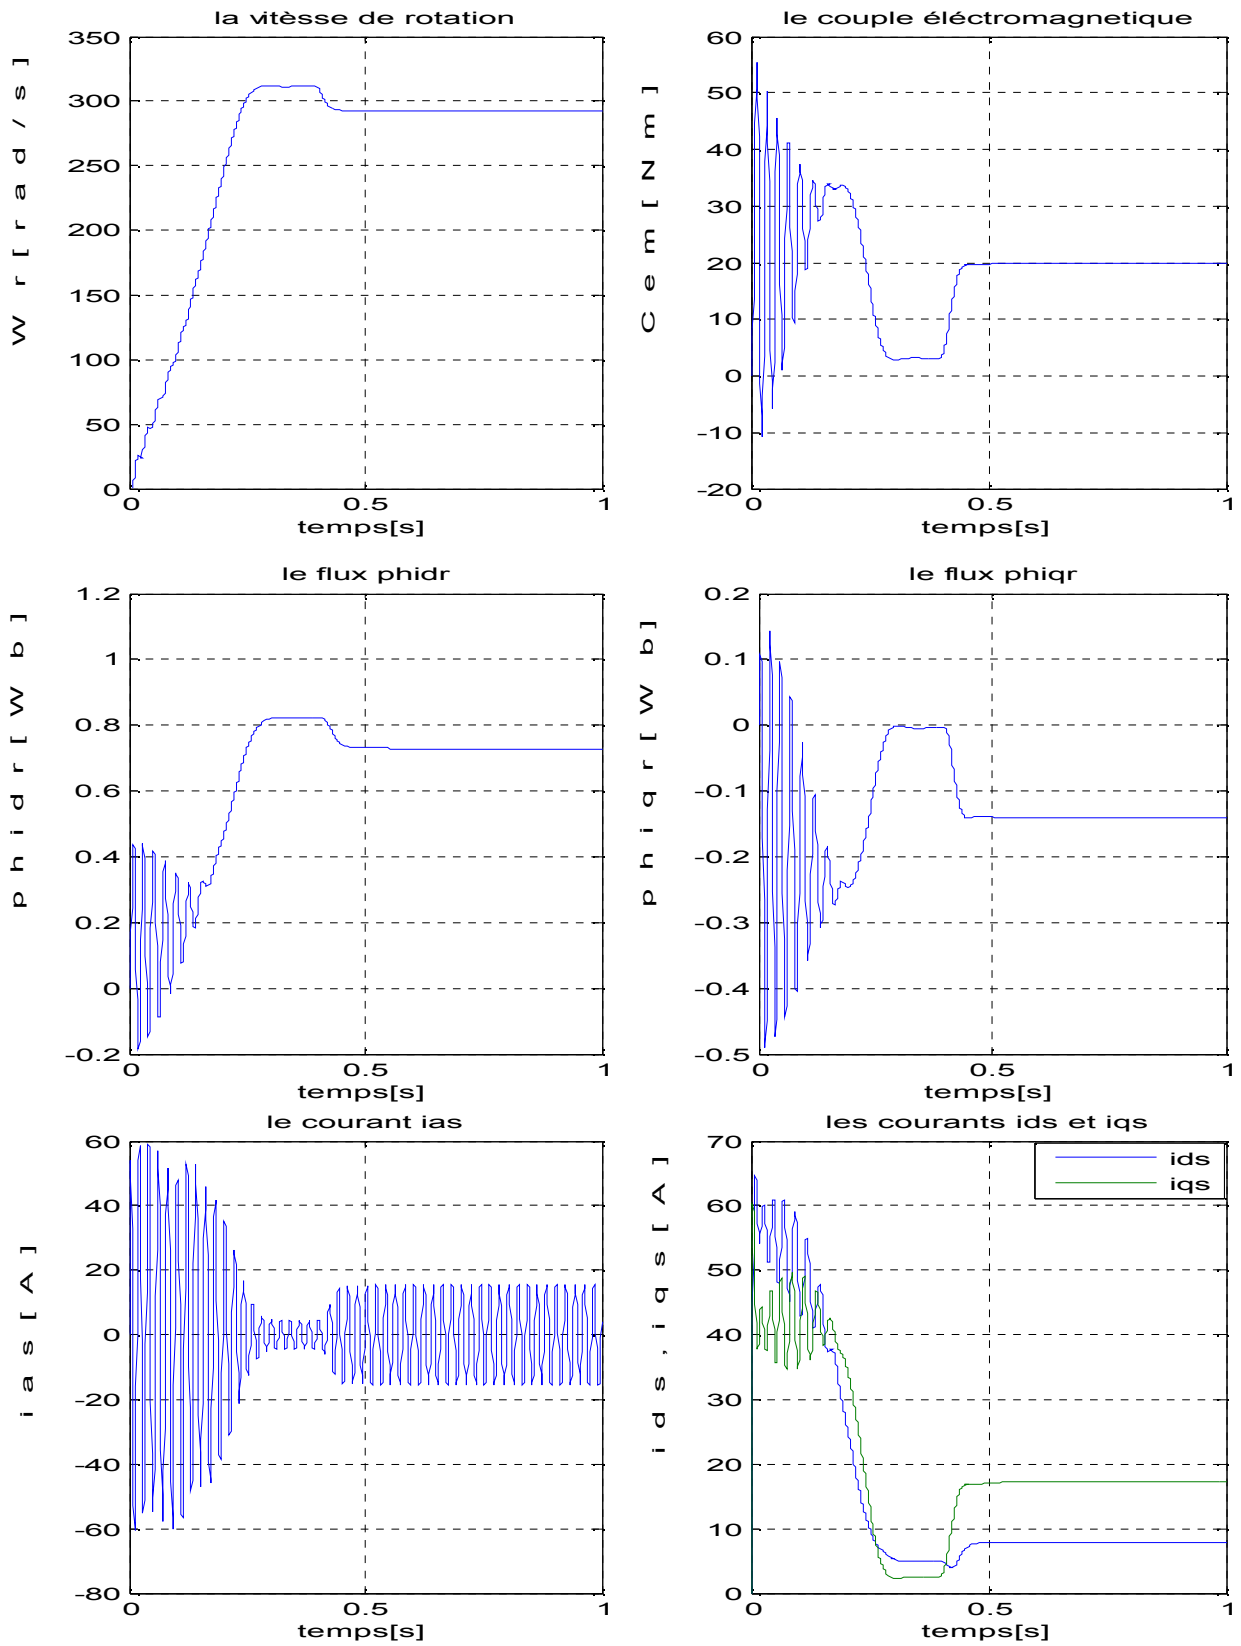 la vitèsse de rotation
350
300
250
200
150
100
50
0
W r [ r a d / s ]
0 0.5 1
temps[s]
le couple éléctromagnetique
60
50
40
30
20
10
0
-10
-20
C e m [ N m ]
0 0.5 1
temps[s]
le flux phidr
1.2
1
0.8
0.6
0.4
0.2
0
-0.2
p h i d r [ W b ]
0 0.5 1
temps[s]
le flux phiqr
0.2
0.1
0
-0.1
-0.2
-0.3
-0.4
-0.5
p h i q r [ W b ]
0 0.5 1
temps[s]
le courant ias
60
40
20
0
-20
-40
-60
-80
i a s [ A ]
0 0.5 1
temps[s]
les courants ids et iqs
70
60
50
40
30
20
10
0
i d s , i q s [ A ]
ids
iqs
0 0.5 1
temps[s]